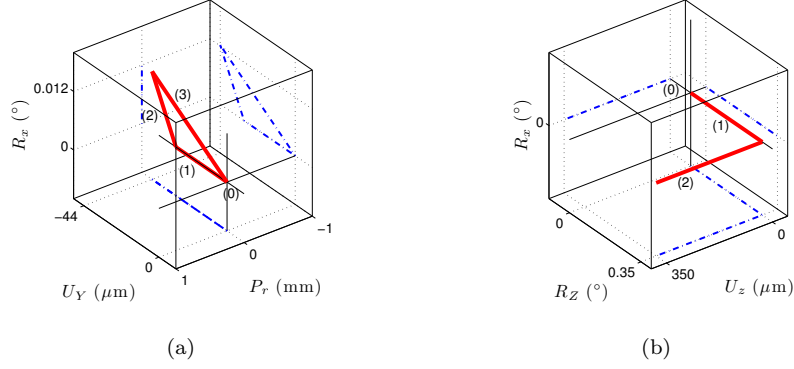 0.012
0
R_x (°)
(3)
(2)
(1)
(0)
−44
0
U_Y (μm)
1
0
−1
P_r (mm)
(a)
0
R_x (°)
(0)
(1)
(2)
0
0.35
R_Z (°)
350
0
U_z (μm)
(b)